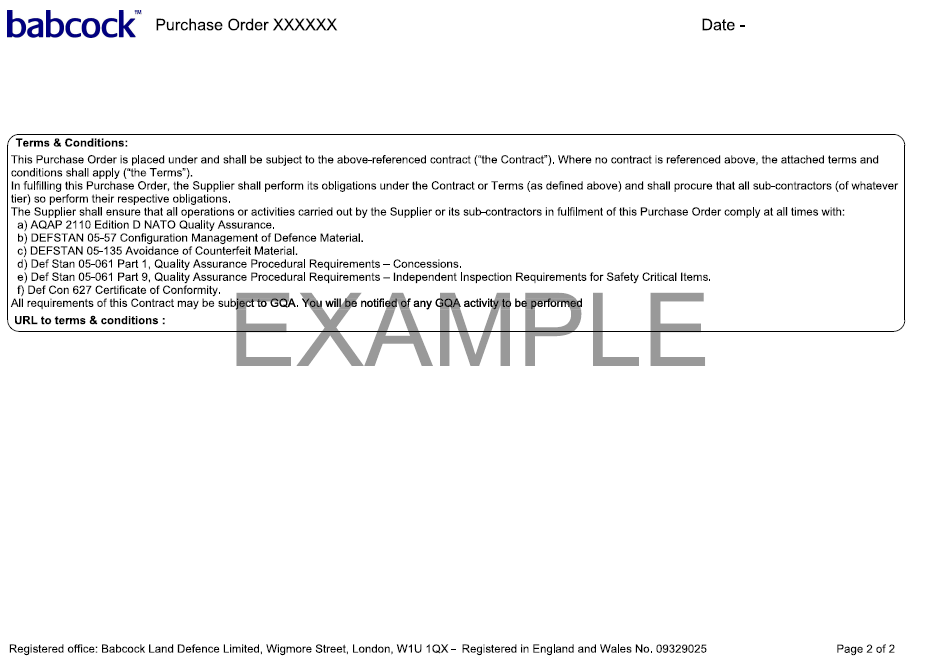 babcock™ Purchase Order XXXXXX Date -
Terms & Conditions:
This Purchase Order is placed under and shall be subject to the above-referenced contract (“the Contract”). Where no contract is referenced above, the attached terms and
conditions shall apply (“the Terms”).
In fulfilling this Purchase Order, the Supplier shall perform its obligations under the Contract or Terms (as defined above) and shall procure that all sub-contractors (of whatever
tier) so perform their respective obligations.
The Supplier shall ensure that all operations or activities carried out by the Supplier or its sub-contractors in fulfilment of this Purchase Order comply at all times with:
a) AQAP 2110 Edition D NATO Quality Assurance.
b) DEFSTAN 05-57 Configuration Management of Defence Material.
c) DEFSTAN 05-135 Avoidance of Counterfeit Material.
d) Def Stan 05-061 Part 1, Quality Assurance Procedural Requirements – Concessions.
e) Def Stan 05-061 Part 9, Quality Assurance Procedural Requirements – Independent Inspection Requirements for Safety Critical Items.
f) Def Con 627 Certificate of Conformity.
All requirements of this Contract may be subject to GQA. You will be notified of any GQA activity to be performed
URL to terms & conditions :
EXAMPLE
Registered office: Babcock Land Defence Limited, Wigmore Street, London, W1U 1QX – Registered in England and Wales No. 09329025 Page 2 of 2